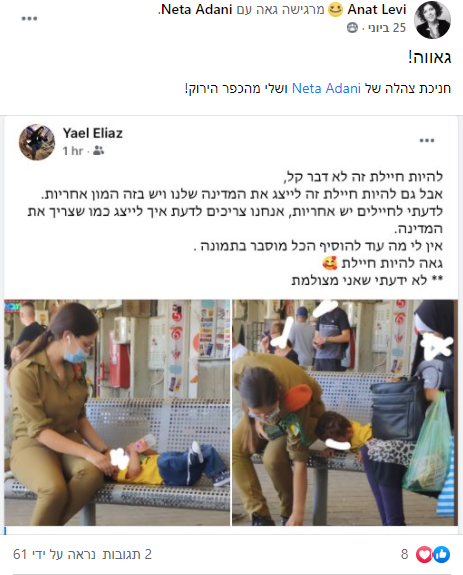 Anat Levi 😂 מרגישה גאה עם Neta Adani.
25 ביוני
גאווה!
חניכת צהלה של Neta Adani ושלי מהכפר הירוק!
Yael Eliaz
1 hr
להיות חיילת זה לא דבר קל,
אבל גם להיות חיילת זה לייצג את המדינה שלנו ויש בזה המון אחריות.
לדעתי לחיילים יש אחריות, אנחנו צריכים לדעת איך לייצג כמו שצריך את
המדינה.
אין לי מה עוד להוסיף הכל מוסבר בתמונה .
גאה להיות חיילת 🥰
** לא ידעתי שאני מצולמת
8
2 תגובות נראה על ידי 61